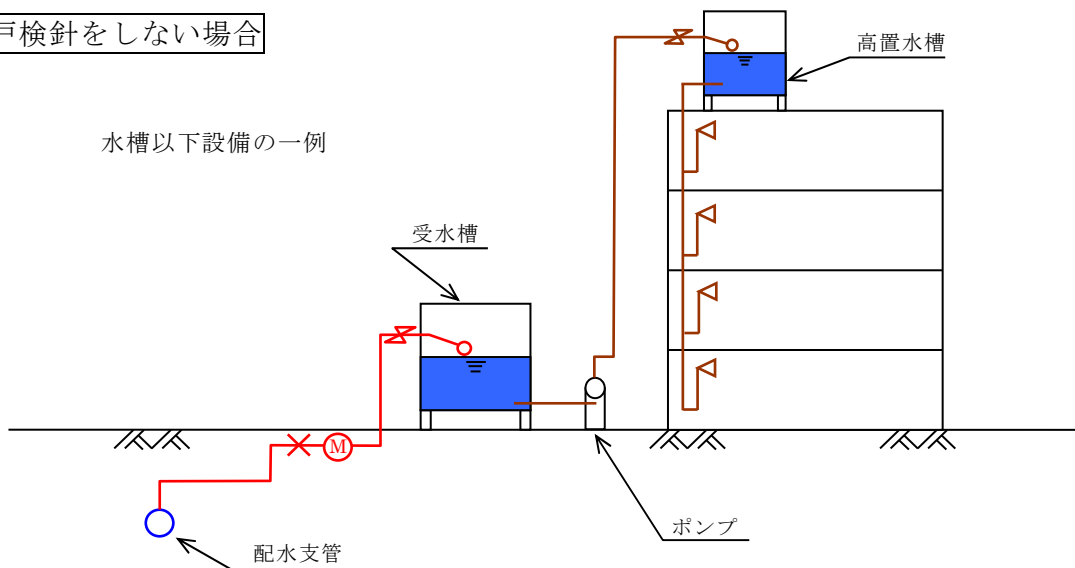 戸検針をしない場合
水槽以下設備の一例
高置水槽
受水槽
M
ポンプ
配水支管